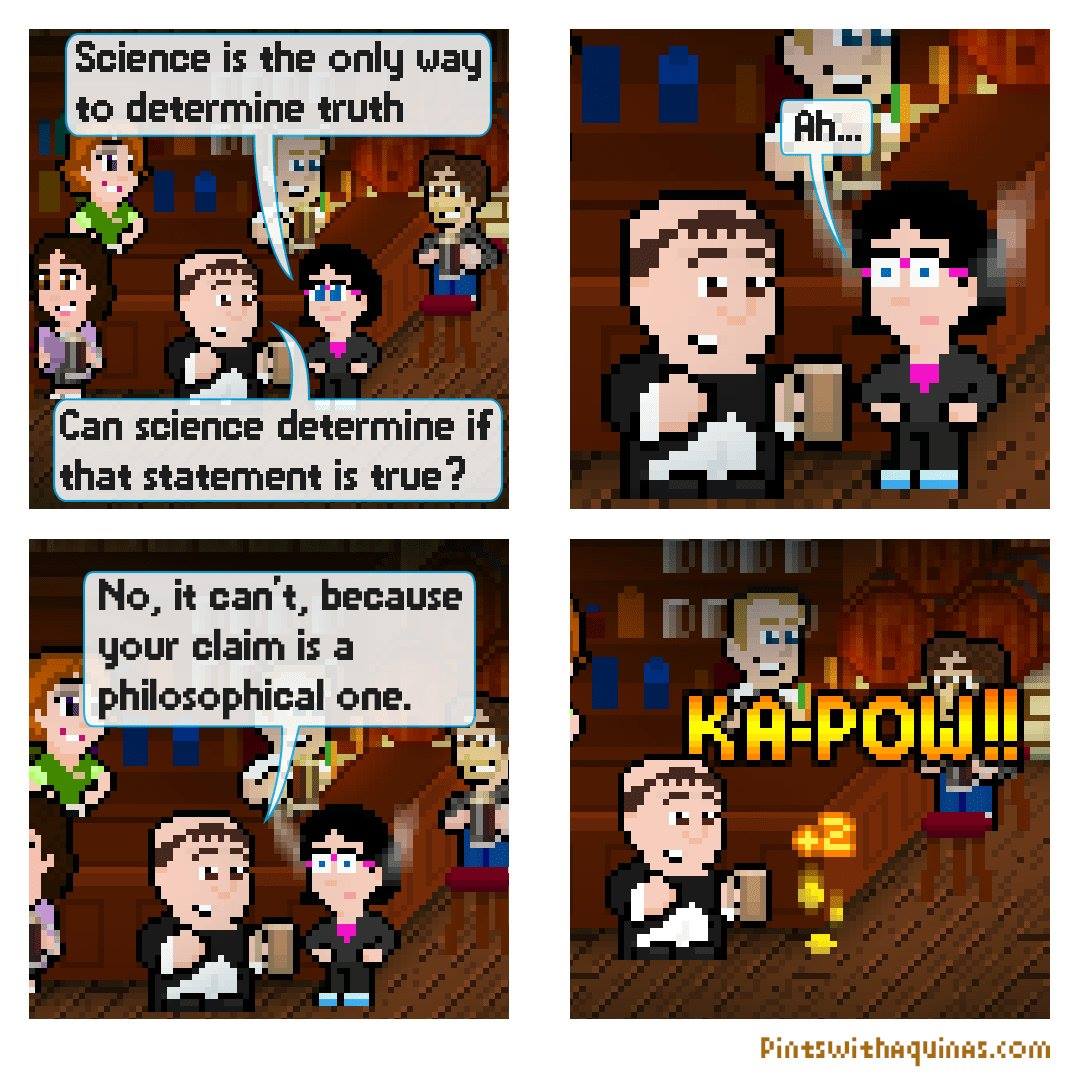 Science is the only way
to determine truth
Can science determine if
that statement is true?
Ah...
No, it can't, because
your claim is a
philosophical one.
KA-POW!!
+2
Pintswithaquinas.com